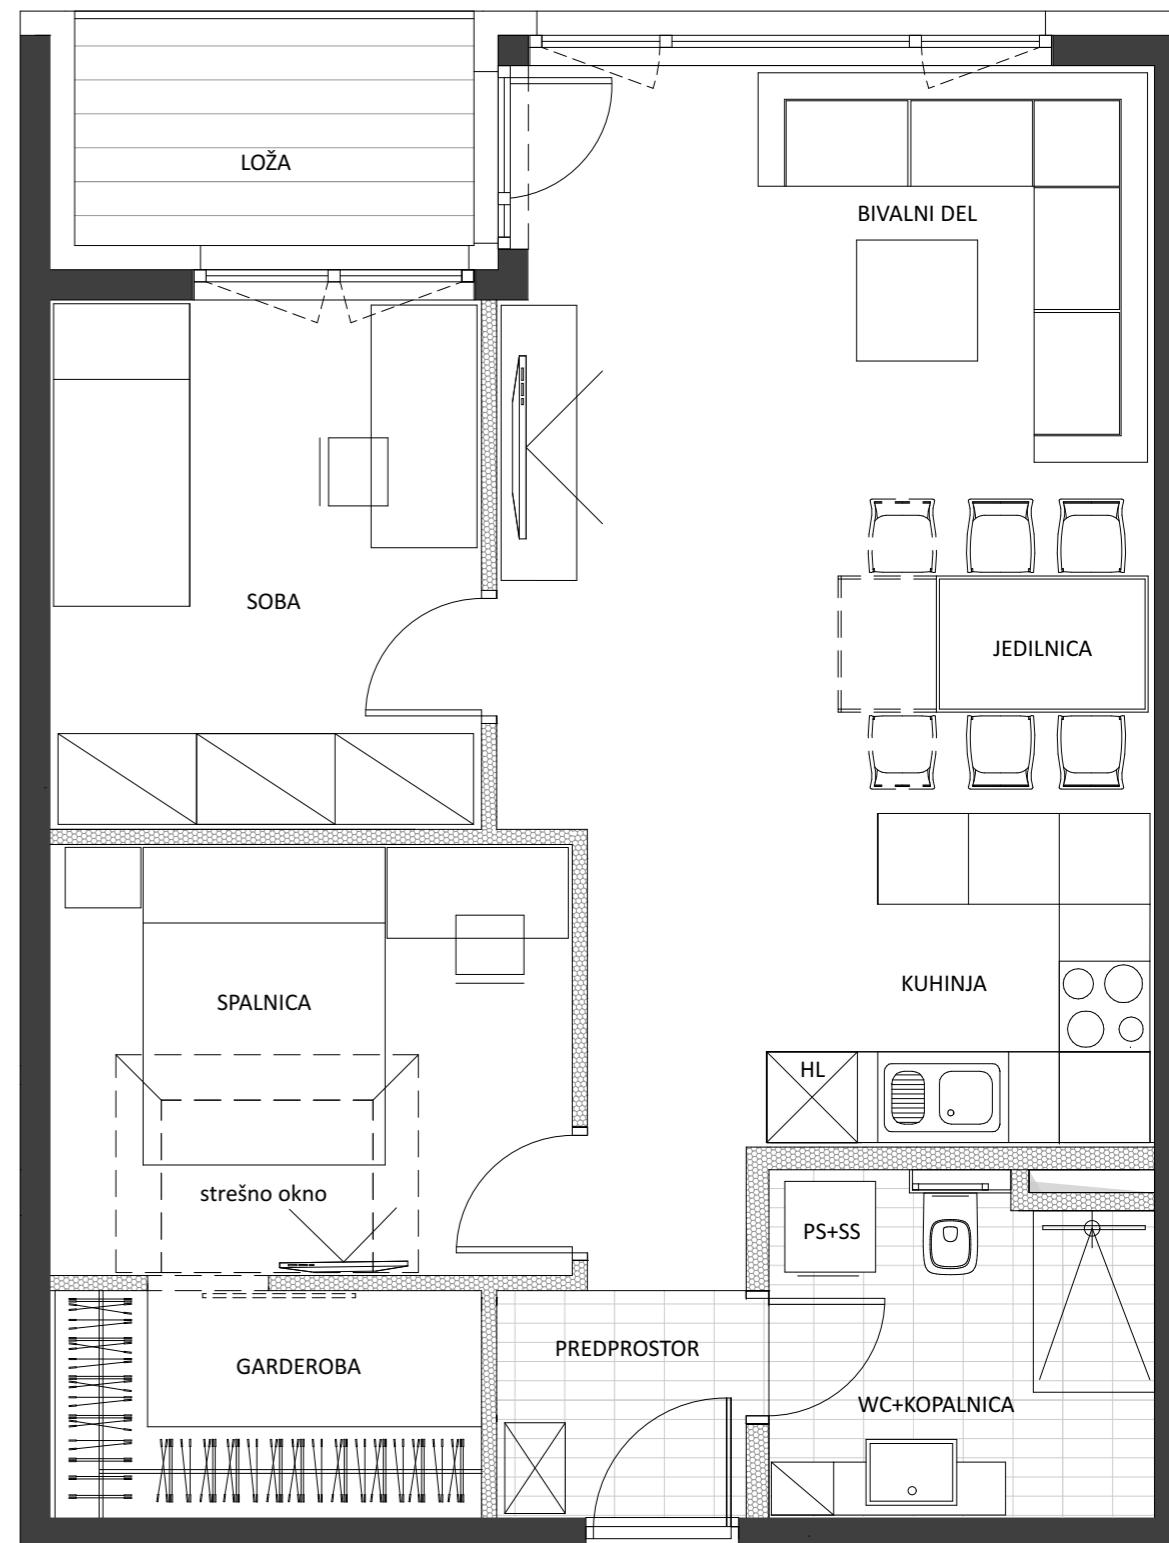 LOŽA
BIVALNI DEL
SOBA
JEDILNICA
SPALNICA
KUHINJA
HL
strešno okno
PS+SS
PREDPROSTOR
GARDEROBA
WC+KOPALNICA